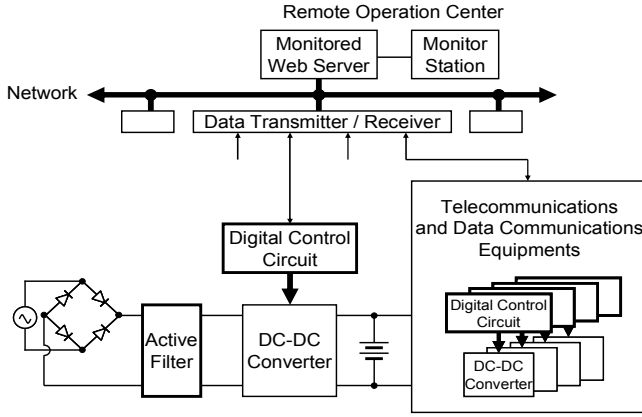 Remote Operation Center
Monitored
Web Server
Monitor
Station
Network
Data Transmitter / Receiver
Digital Control
Circuit
Telecommunications
and Data Communications
Equipments
Active
Filter
DC-DC
Converter
Digital Control
Circuit
DC-DC
Converter